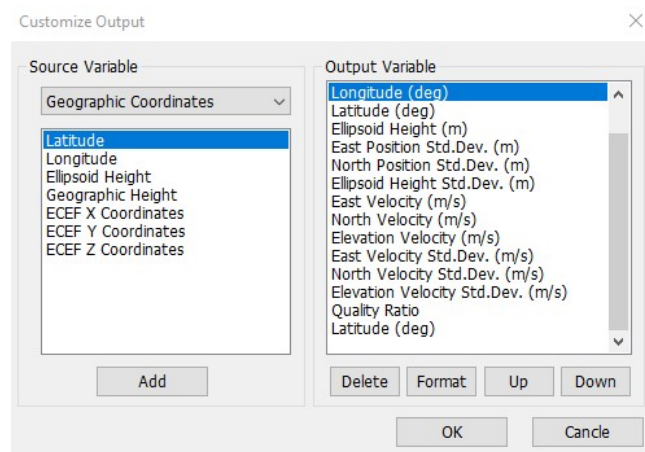 Customize Output
Source Variable
Geographic Coordinates
Latitude
Longitude
Ellipsoid Height
Geographic Height
ECEF X Coordinates
ECEF Y Coordinates
ECEF Z Coordinates
Add
Output Variable
Longitude (deg)
Latitude (deg)
Ellipsoid Height (m)
East Position Std.Dev. (m)
North Position Std.Dev. (m)
Ellipsoid Height Std.Dev. (m)
East Velocity (m/s)
North Velocity (m/s)
Elevation Velocity (m/s)
East Velocity Std.Dev. (m/s)
North Velocity Std.Dev. (m/s)
Elevation Velocity Std.Dev. (m/s)
Quality Ratio
Latitude (deg)
Delete Format Up Down
OK Cancle